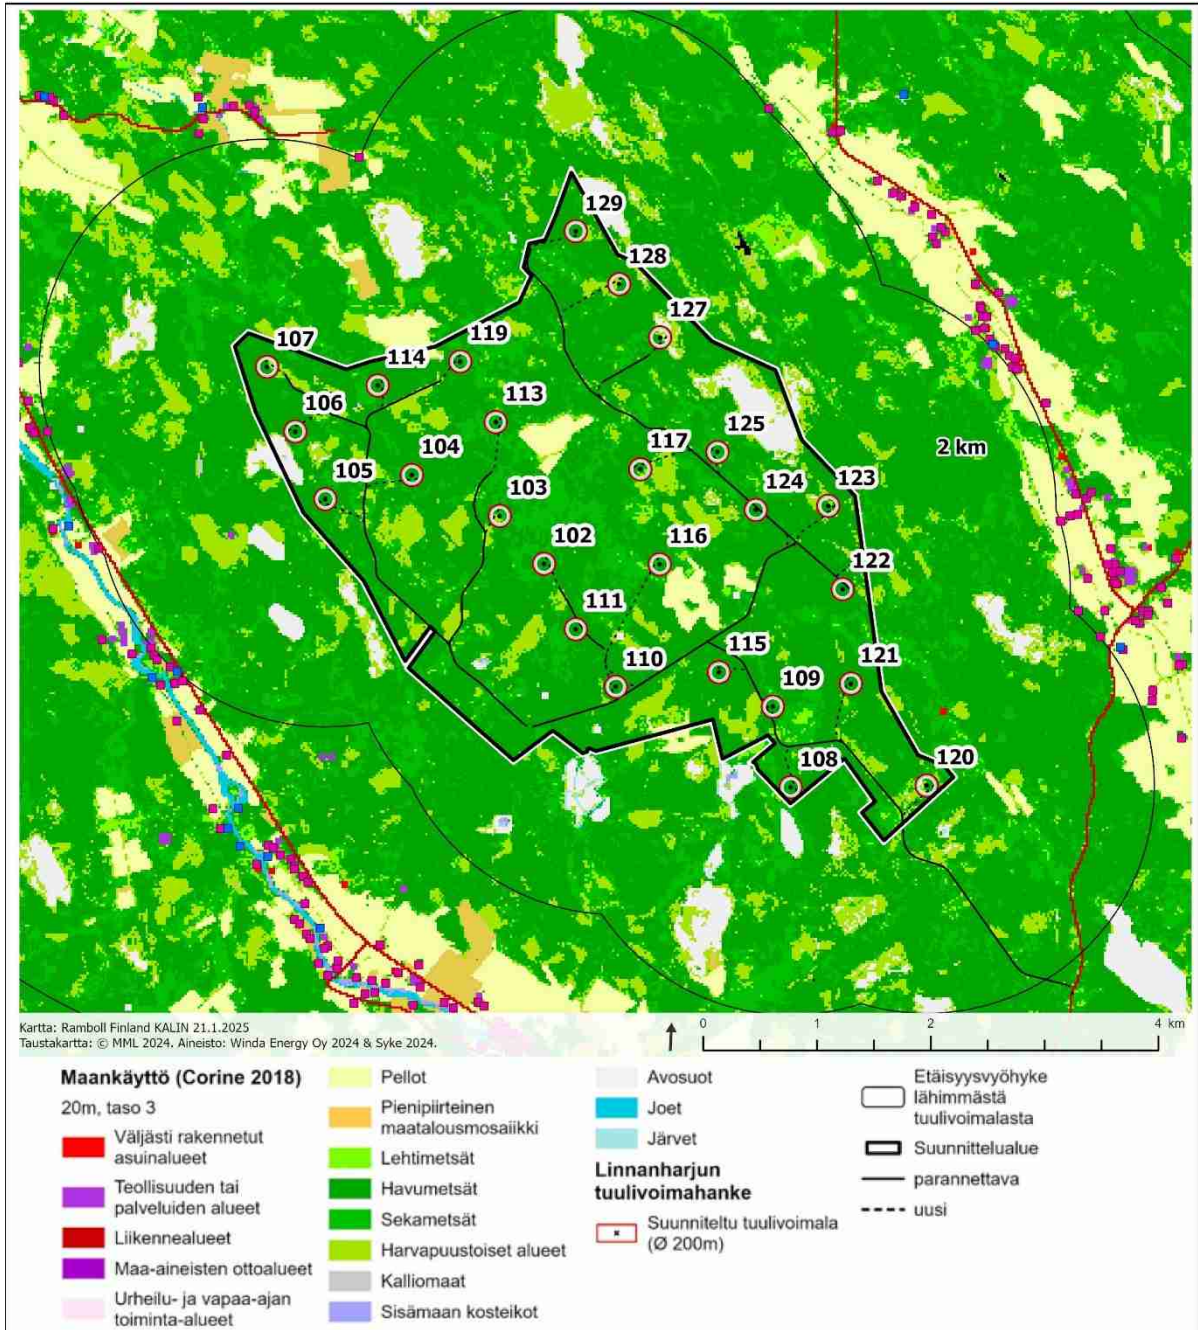 129
128
127
107
119
114
113
106
125
117
2 km
104
105
123
124
103
102
116
122
111
110
115
121
109
120
108
Kartta: Ramboll Finland KALIN 21.1.2025
Taustakartta: © MML 2024. Aineisto: Winda Energy Oy 2024 & Syke 2024.
0 1 2 4 km
Maankäyttö (Corine 2018)
20m, taso 3
Väljästi rakennetut
asuinalueet
Teollisuuden tai
palveluiden alueet
Liikennealueet
Maa-aineisten ottoalueet
Urheilu- ja vapaa-ajan
toiminta-alueet
Pellot
Pienipiirteinen
maatalousmosaiikki
Lehtimetsät
Havumetsät
Sekametsät
Harvapuustoiset alueet
Kalliomaat
Sisämaan kosteikot
Avosuot
Joet
Järvet
Linnanharjun
tuulivoimahanke
Suunniteltu tuulivoimala
(Ø 200m)
Etäisyysvyöhyke
lähimmästä
tuulivoimalasta
Suunnittelualue
parannettava
uusi